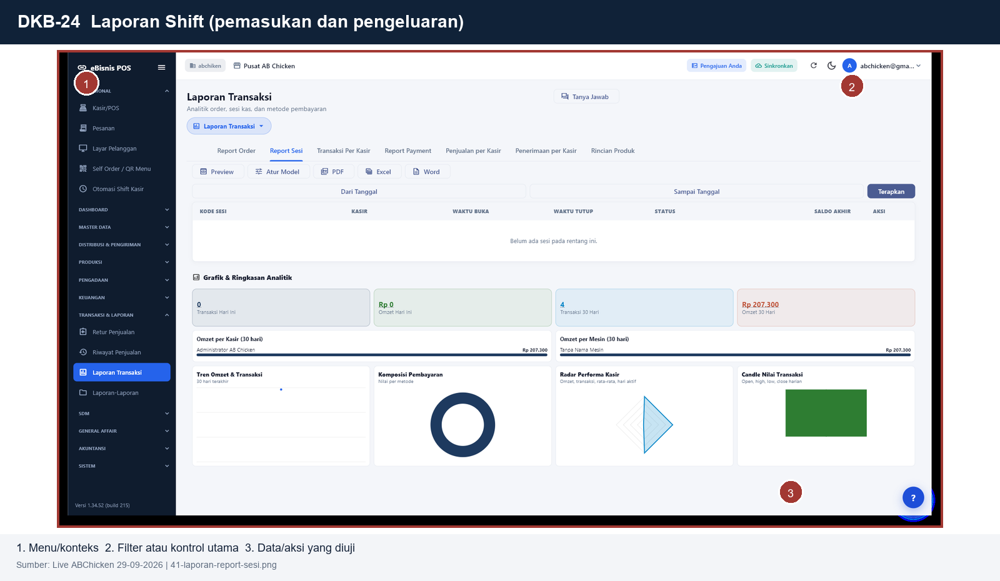 DKB-24 Laporan Shift (pemasukan dan pengeluaran)
eBisnis POS
abchiken
Pusat AB Chicken
Pengajuan Anda
Sinkronkan
A
abchicken@gma...
1
2
IONAL
Kasir/POS
Pesanan
Layar Pelanggan
Self Order / QR Menu
Otomasi Shift Kasir
DASHBOARD
MASTER DATA
DISTRIBUSI & PENGIRIMAN
PRODUKSI
PENGADAAN
KEUANGAN
TRANSAKSI & LAPORAN
Retur Penjualan
Riwayat Penjualan
Laporan Transaksi
Laporan-Laporan
SDM
GENERAL AFFAIR
AKUNTANSI
SISTEM
Versi 1.34.52 (build 215)
Laporan Transaksi
Analitik order, sesi kas, dan metode pembayaran
Tanya Jawab
Laporan Transaksi
Report Order
Report Sesi
Transaksi Per Kasir
Report Payment
Penjualan per Kasir
Penerimaan per Kasir
Rincian Produk
Preview
Atur Model
PDF
Excel
Word
Dari Tanggal
Sampai Tanggal
Terapkan
KODE SESI
KASIR
WAKTU BUKA
WAKTU TUTUP
STATUS
SALDO AKHIR
AKSI
Belum ada sesi pada rentang ini.
Grafik & Ringkasan Analitik
0
Transaksi Hari Ini
Rp 0
Omzet Hari Ini
4
Transaksi 30 Hari
Rp 207.300
Omzet 30 Hari
Omzet per Kasir (30 hari)
Administrator AB Chicken
Rp 207.300
Omzet per Mesin (30 hari)
Tanpa Nama Mesin
Rp 207.300
Tren Omzet & Transaksi
30 hari terakhir
Komposisi Pembayaran
Nilai per metode
Radar Performa Kasir
Omzet, transaksi, rata-rata, hari aktif
Candle Nilai Transaksi
Open, high, low, close harian
3
?
1. Menu/konteks 2. Filter atau kontrol utama 3. Data/aksi yang diuji
Sumber: Live ABChicken 29-09-2026 | 41-laporan-report-sesi.png